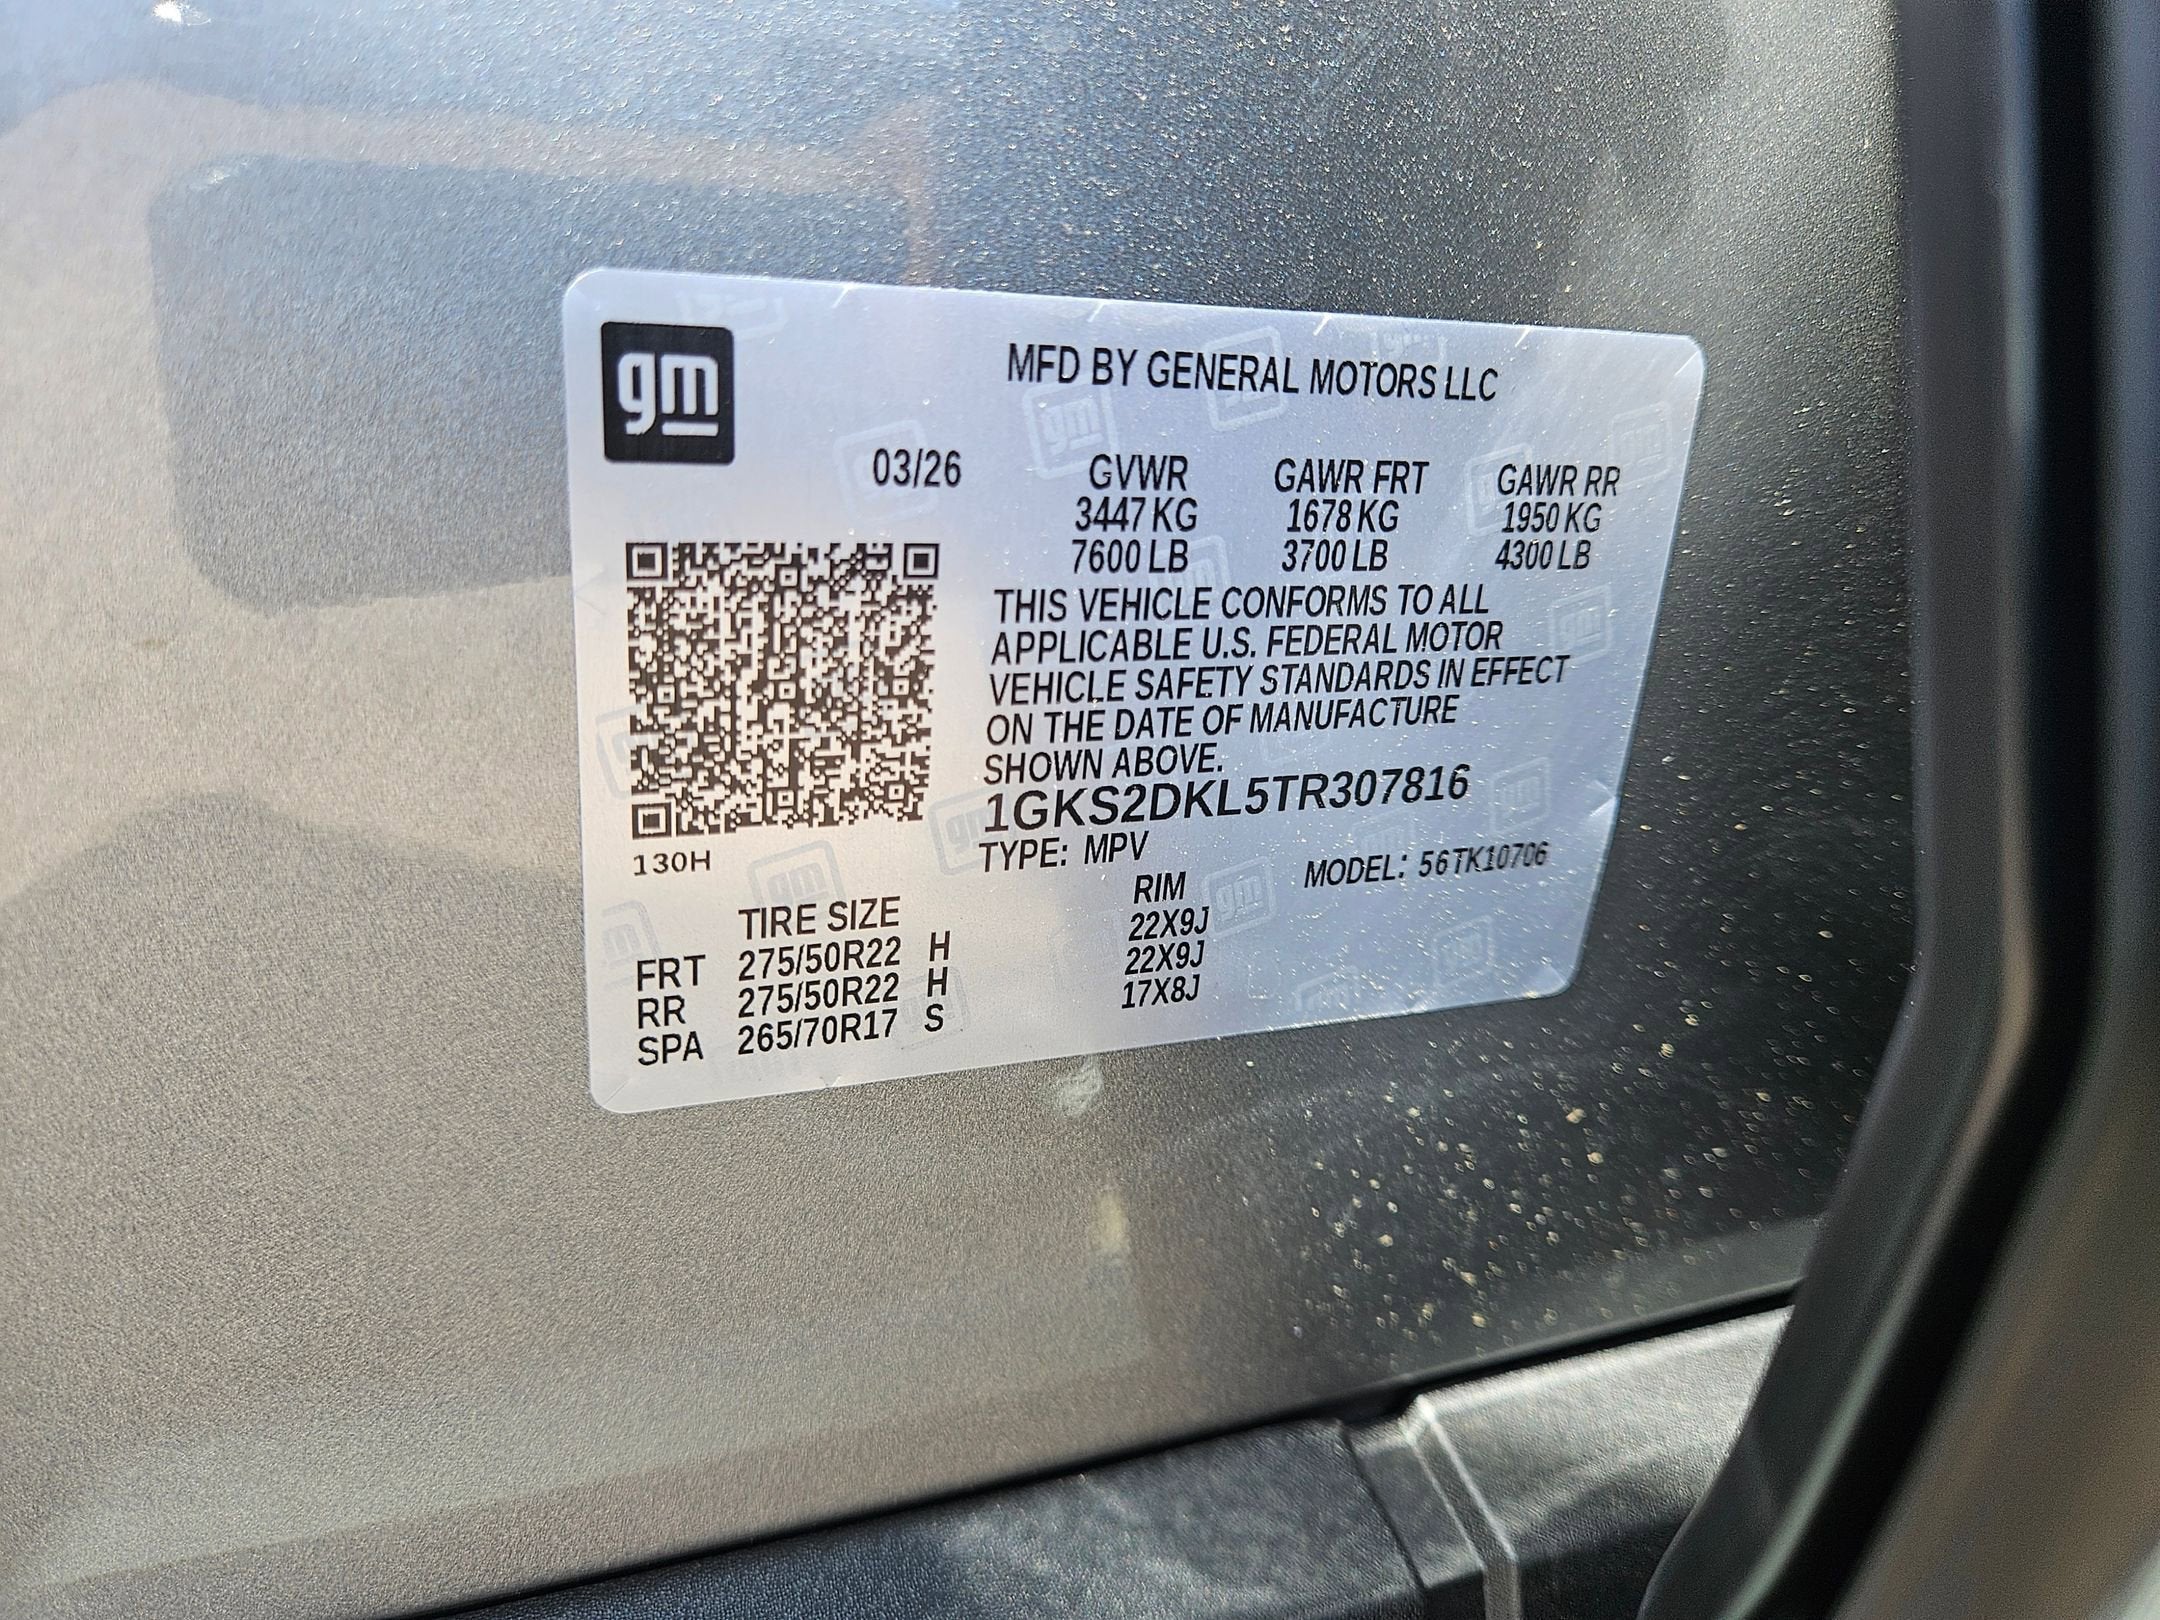 gm
MFD BY GENERAL MOTORS LLC
03/26
GVWR GAWR FRT GAWR RR
3447 KG 1678 KG 1950 KG
7600 LB 3700 LB 4300 LB
THIS VEHICLE CONFORMS TO ALL
APPLICABLE U.S. FEDERAL MOTOR
VEHICLE SAFETY STANDARDS IN EFFECT
ON THE DATE OF MANUFACTURE
SHOWN ABOVE.
1GKS2DKL5TR307816
TYPE: MPV MODEL: 56TK10706
130H
TIRE SIZE RIM
FRT 275/50R22 H 22X9J
RR 275/50R22 H 22X9J
SPA 265/70R17 S 17X8J